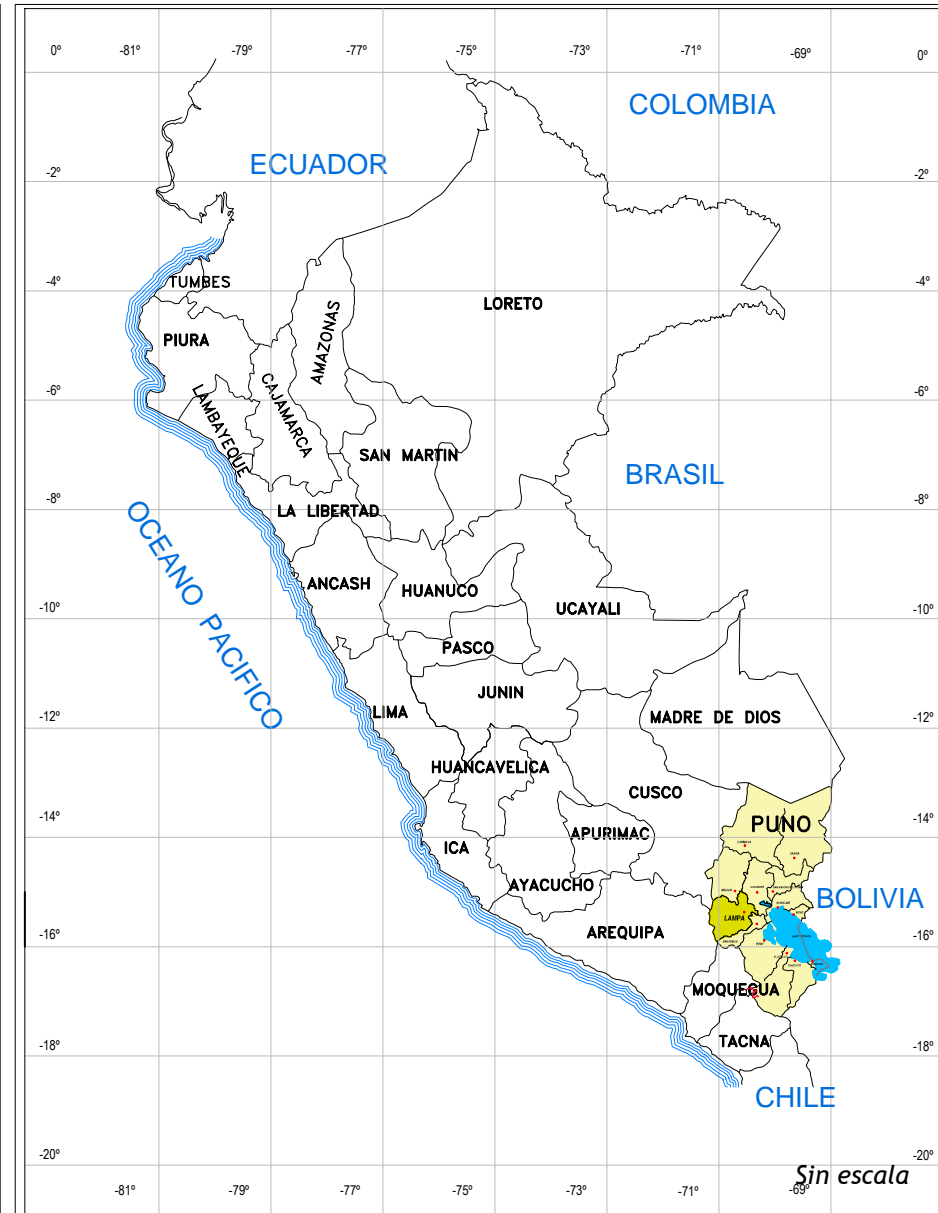 0º -81° -79° -77° -75° -73° -71° -69° 0º
COLOMBIA
ECUADOR
-2° -2°
-4° -4°
TUMBES
LORETO
PIURA
AMAZONAS
CAJAMARCA
LAMBAYEQUE
-6° -6°
SAN MARTIN
BRASIL
-8° -8°
LA LIBERTAD
OCEANO PACIFICO
ANCASH
HUANUCO
UCAYALI
-10° -10°
PASCO
JUNIN
LIMA
MADRE DE DIOS
-12° -12°
HUANCAVELICA
CUSCO
-14° -14°
PUNO
APURIMAC
ICA
AYACUCHO
BOLIVIA
LAMPA
AREQUIPA
-16° -16°
MOQUEGUA
TACNA
-18° -18°
CHILE
-20° -20°
Sin escala
-81° -79° -77° -75° -73° -71° -69°